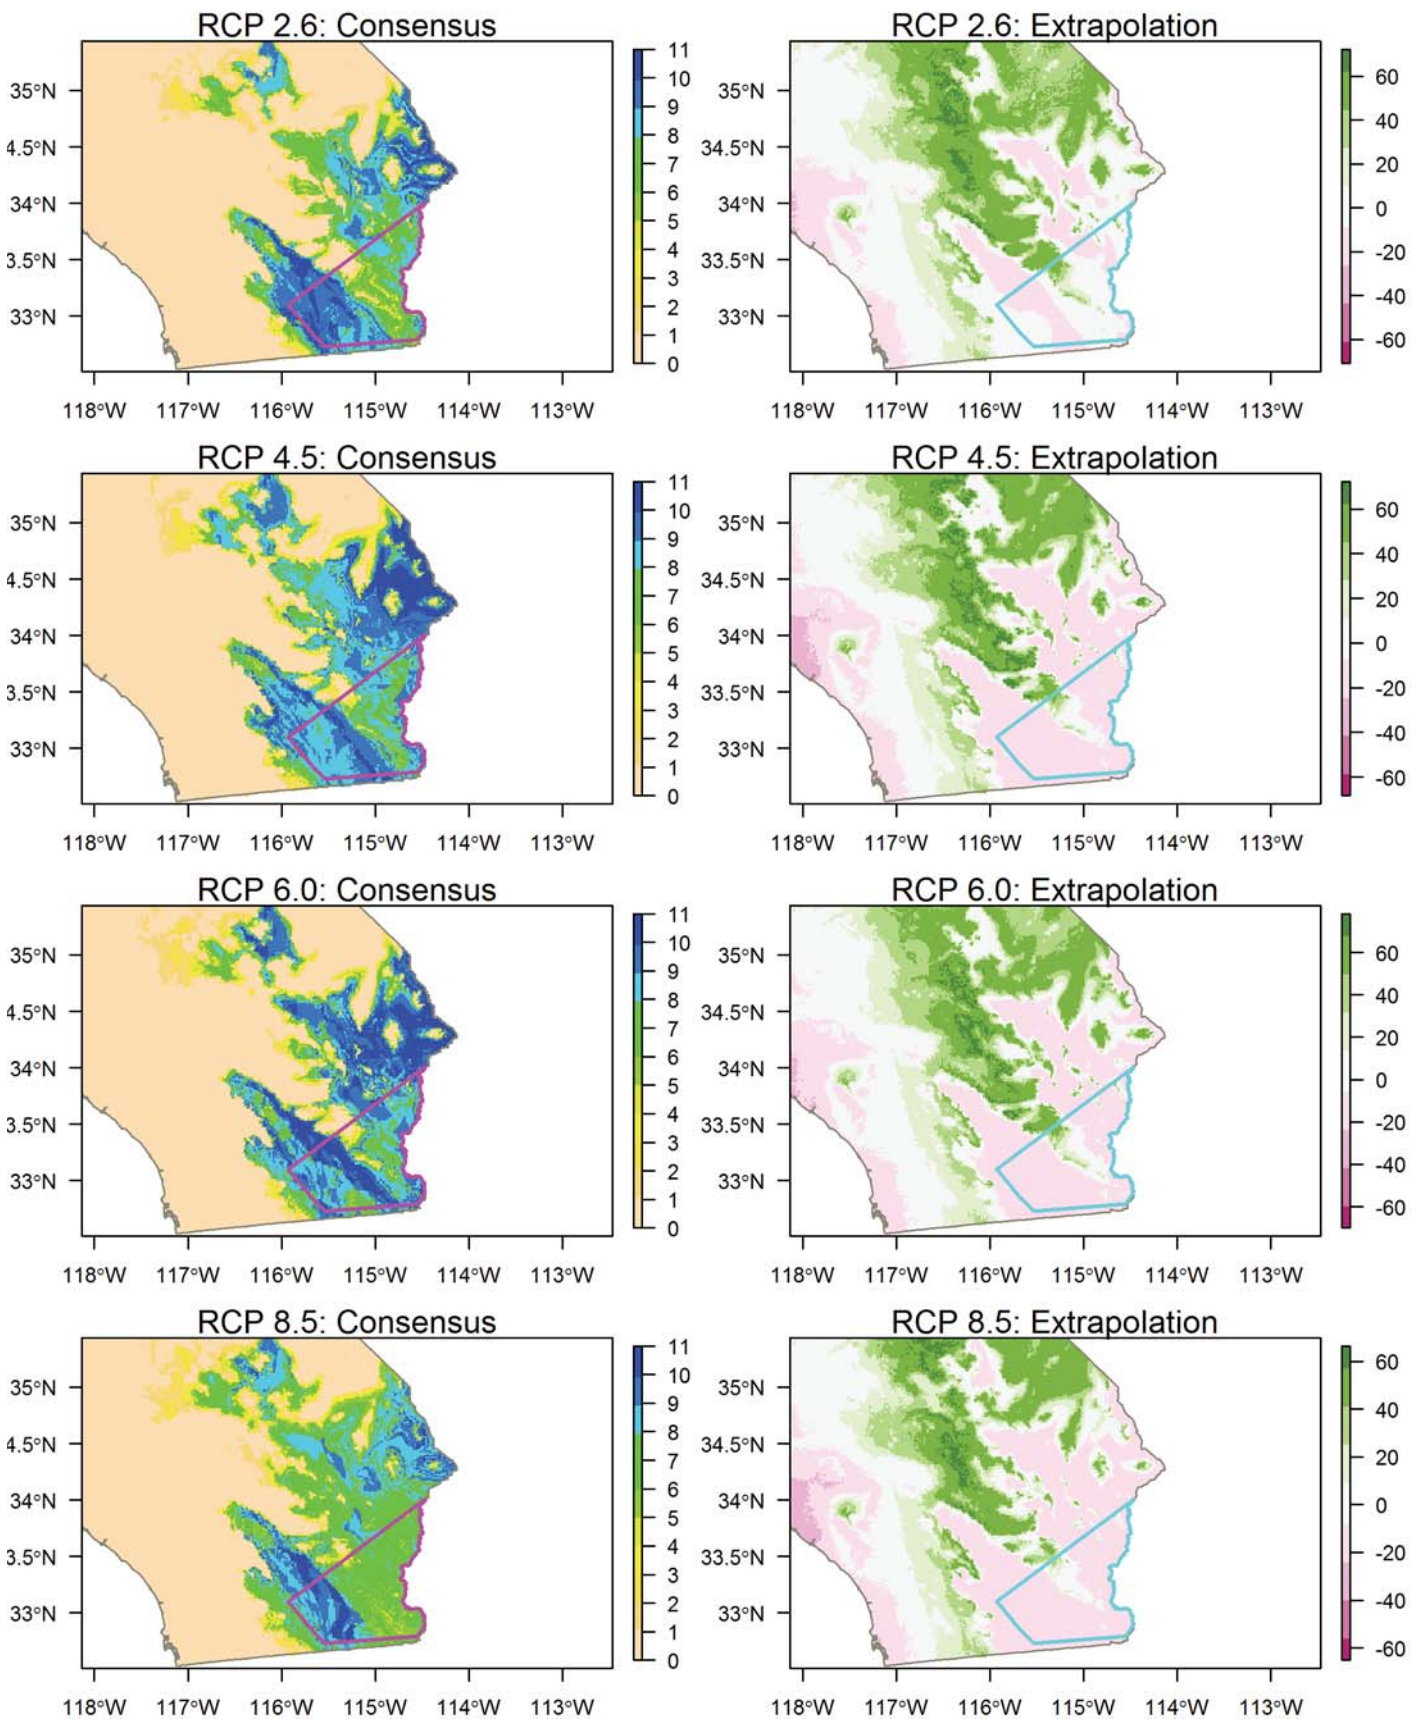 RCP 2.6: Consensus
35°N
4.5°N
34°N
3.5°N
33°N
118°W 117°W 116°W 115°W 114°W 113°W
11
10
9
8
7
6
5
4
3
2
1
0
RCP 2.6: Extrapolation
35°N
34.5°N
34°N
33.5°N
33°N
118°W 117°W 116°W 115°W 114°W 113°W
60
40
20
0
-20
-40
-60
RCP 4.5: Consensus
35°N
4.5°N
34°N
3.5°N
33°N
118°W 117°W 116°W 115°W 114°W 113°W
11
10
9
8
7
6
5
4
3
2
1
0
RCP 4.5: Extrapolation
35°N
34.5°N
34°N
33.5°N
33°N
118°W 117°W 116°W 115°W 114°W 113°W
60
40
20
0
-20
-40
-60
RCP 6.0: Consensus
35°N
4.5°N
34°N
3.5°N
33°N
118°W 117°W 116°W 115°W 114°W 113°W
11
10
9
8
7
6
5
4
3
2
1
0
RCP 6.0: Extrapolation
35°N
34.5°N
34°N
33.5°N
33°N
118°W 117°W 116°W 115°W 114°W 113°W
60
40
20
0
-20
-40
-60
RCP 8.5: Consensus
35°N
4.5°N
34°N
3.5°N
33°N
118°W 117°W 116°W 115°W 114°W 113°W
11
10
9
8
7
6
5
4
3
2
1
0
RCP 8.5: Extrapolation
35°N
34.5°N
34°N
33.5°N
33°N
118°W 117°W 116°W 115°W 114°W 113°W
60
40
20
0
-20
-40
-60